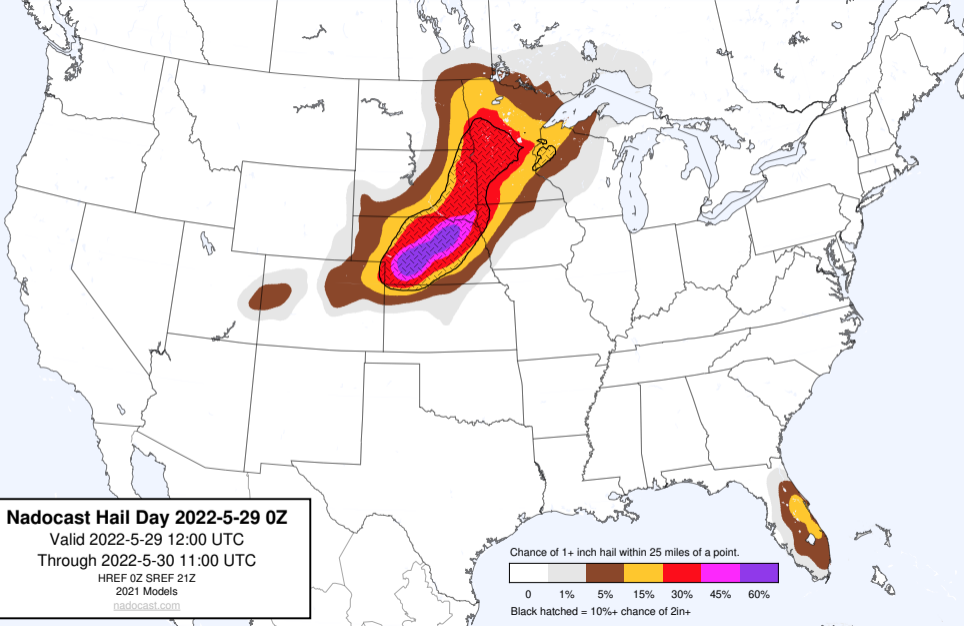 Nadocast Hail Day 2022-5-29 0Z
Valid 2022-5-29 12:00 UTC
Through 2022-5-30 11:00 UTC
HREF 0Z SREF 21Z
2021 Models
nadocast.com
Chance of 1+ inch hail within 25 miles of a point.
0 1% 5% 15% 30% 45% 60%
Black hatched = 10%+ chance of 2in+